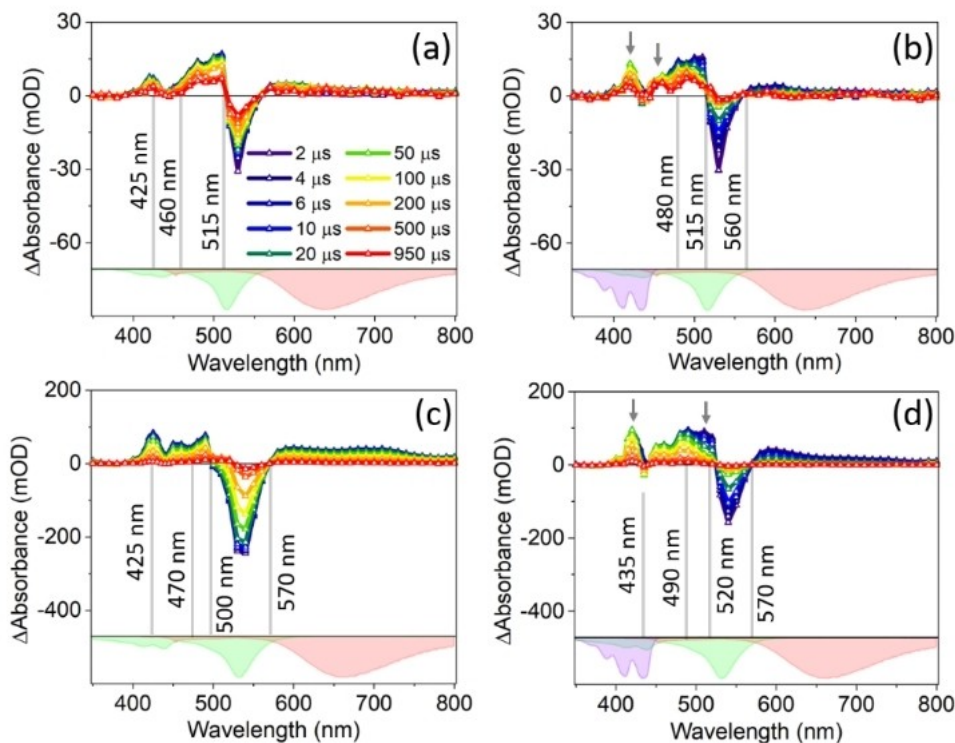 30
0
-30
-60
ΔAbsorbance (mOD)
(a)
425 nm
460 nm
515 nm
2 μs
50 μs
4 μs
100 μs
6 μs
200 μs
10 μs
500 μs
20 μs
950 μs
400 500 600 700 800
Wavelength (nm)
30
0
-30
-60
ΔAbsorbance (mOD)
(b)
480 nm
515 nm
560 nm
400 500 600 700 800
Wavelength (nm)
200
0
-200
-400
ΔAbsorbance (mOD)
(c)
425 nm
470 nm
500 nm
570 nm
400 500 600 700 800
Wavelength (nm)
200
0
-200
-400
ΔAbsorbance (mOD)
(d)
435 nm
490 nm
520 nm
570 nm
400 500 600 700 800
Wavelength (nm)